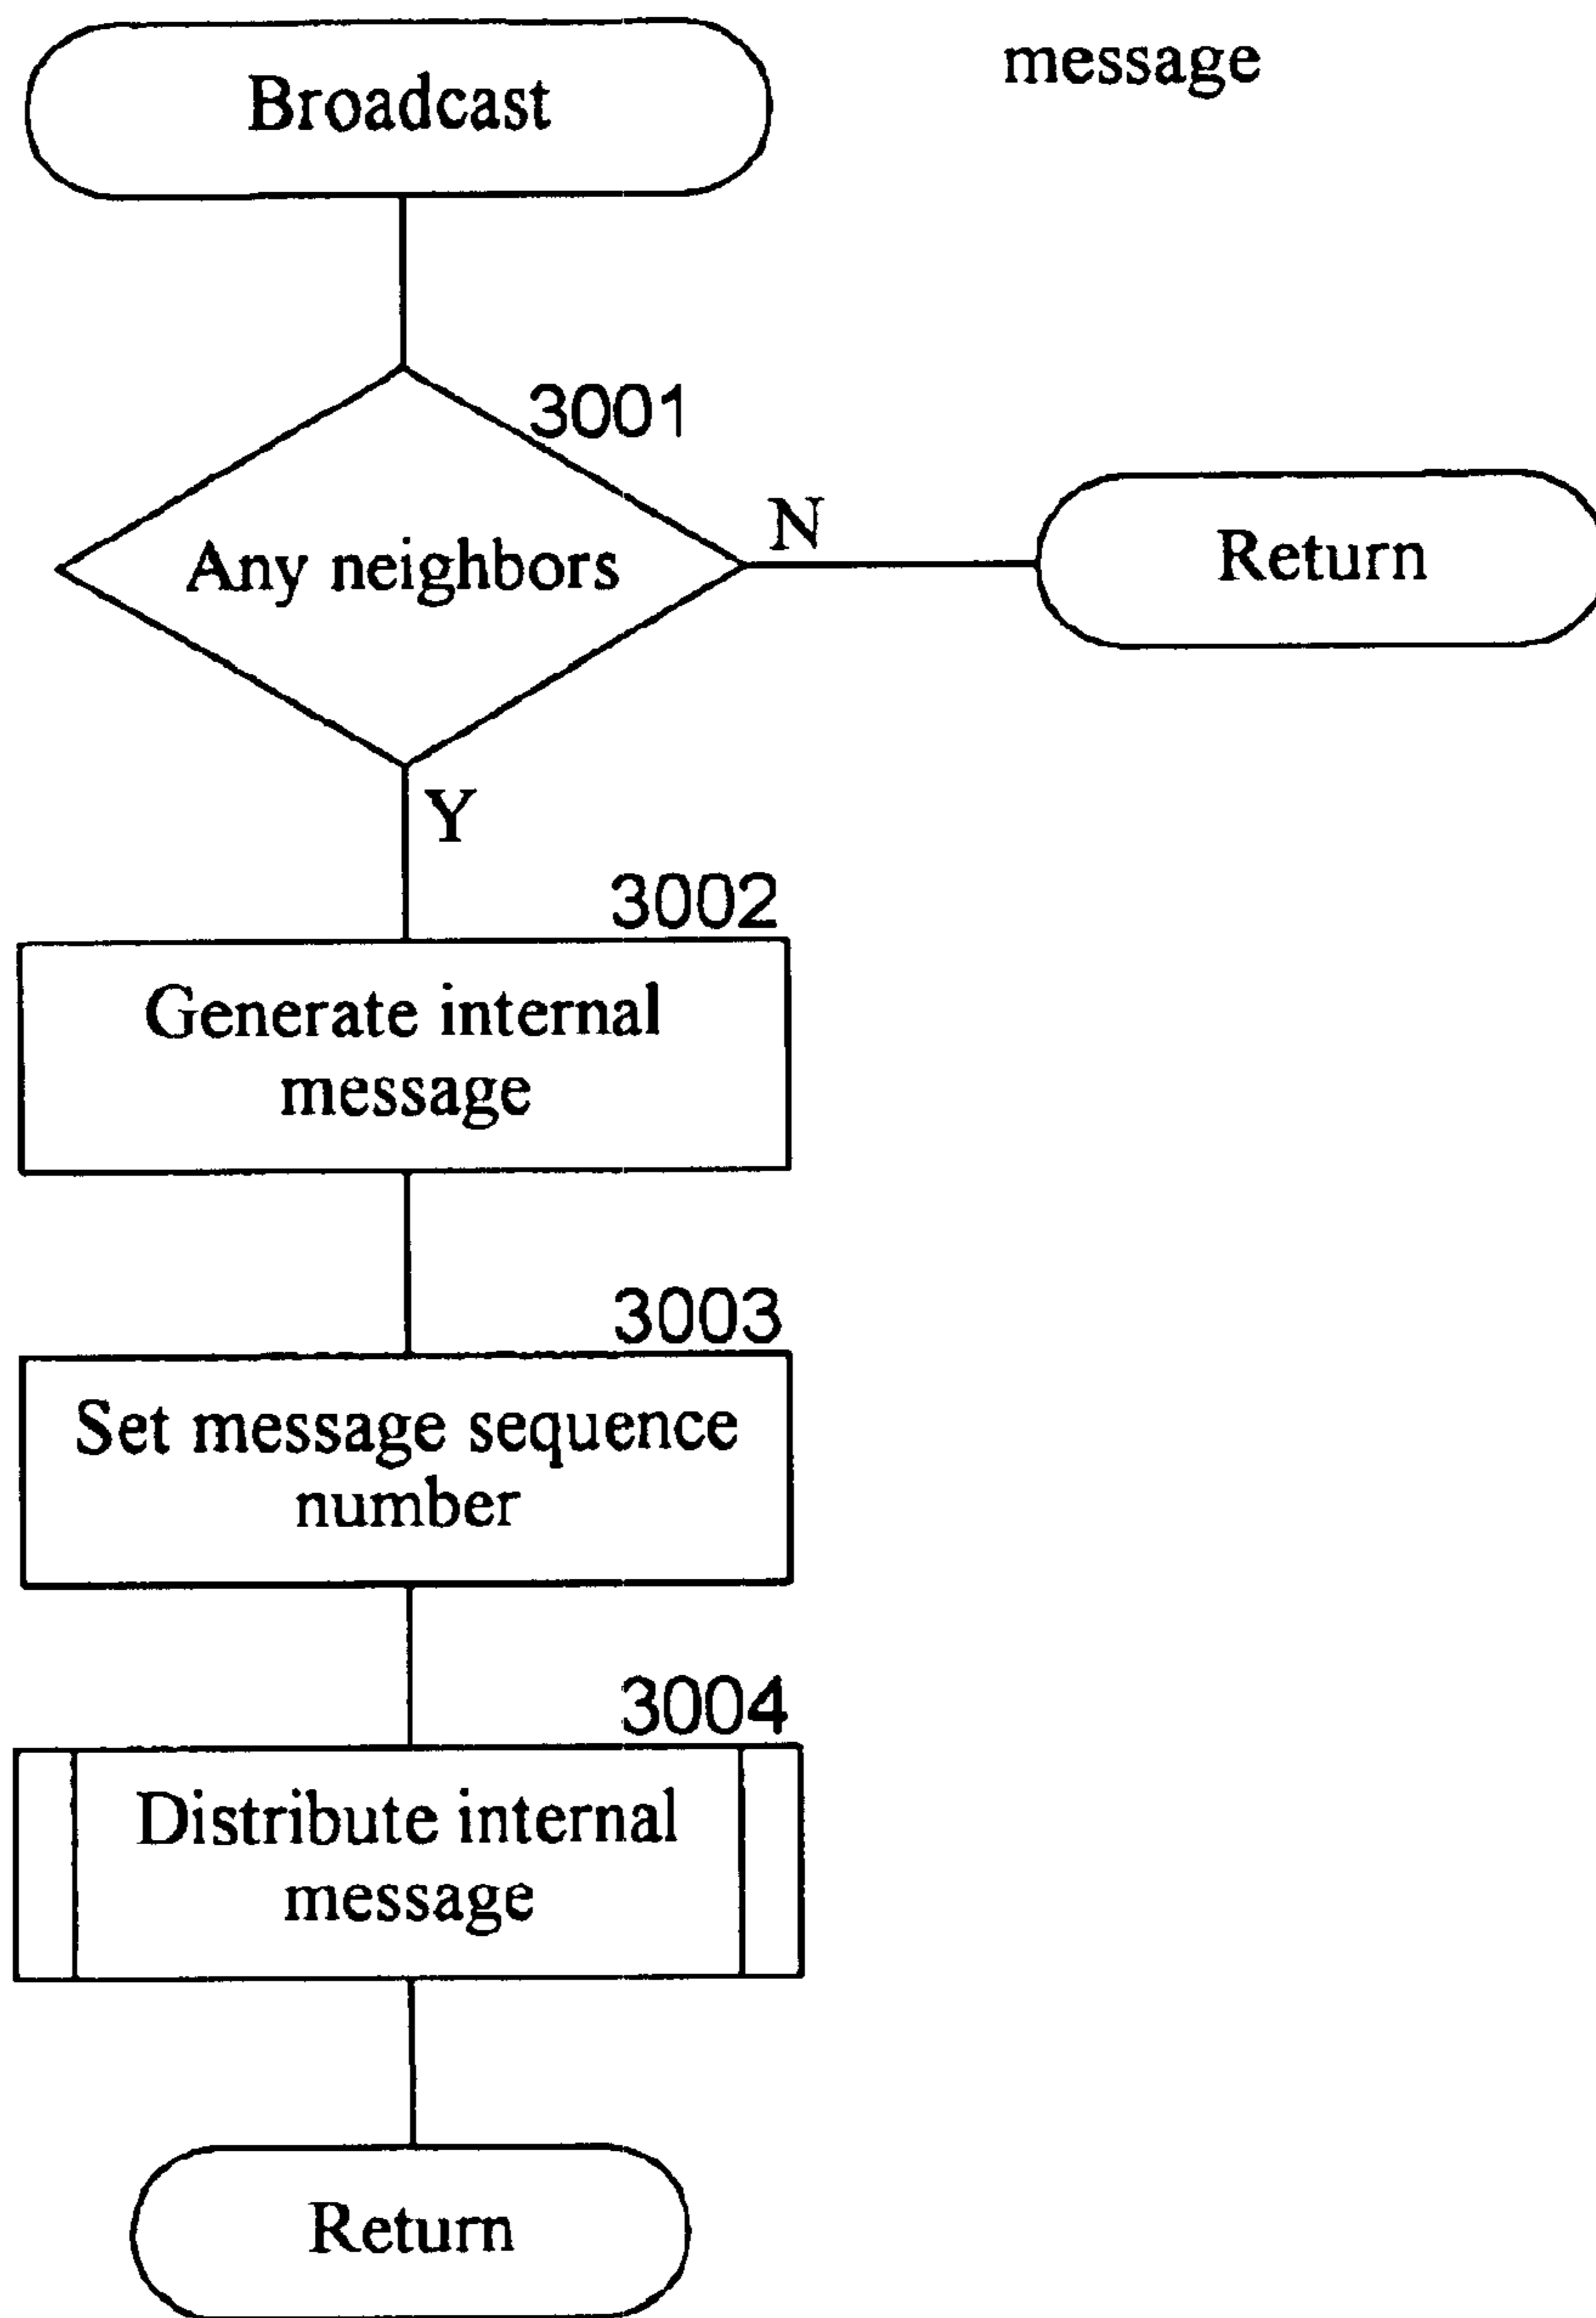 Broadcast
message
3001
Any neighbors
N
Return
Y
3002
Generate internal
message
3003
Set message sequence
number
3004
Distribute internal
message
Return